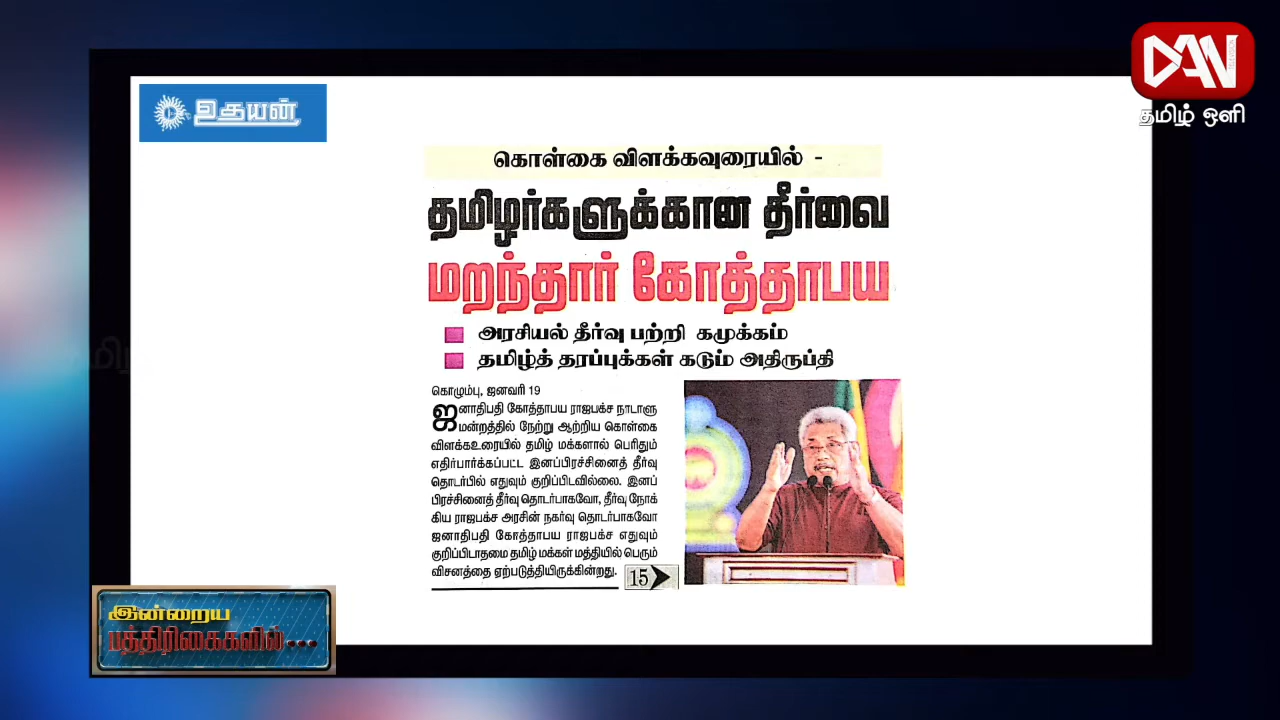 DAN
தமிழ் ஒளி
உதயன்
கொள்கை விளக்கவுரையில் -
தமிழர்களுக்கான தீர்வை
மறந்தார் கோத்தாபய
அரசியல் தீர்வு பற்றி கமுக்கம்
தமிழ்த் தரப்புக்கள் கடும் அதிருப்தி
கொழும்பு, ஜனவரி 19
ஜனாதிபதி கோத்தாபய ராஜபக்ச நாடாளு
மன்றத்தில் நேற்று ஆற்றிய கொள்கை
விளக்கஉரையில் தமிழ் மக்களால் பெரிதும்
எதிர்பார்க்கப்பட்ட இனப்பிரச்சினைத் தீர்வு
தொடர்பில் எதுவும் குறிப்பிடவில்லை. இனப்
பிரச்சினைத் தீர்வு தொடர்பாகவோ, தீர்வு நோக்
கிய ராஜபக்ச அரசின் நகர்வு தொடர்பாகவோ
ஜனாதிபதி கோத்தாபய ராஜபக்ச எதுவும்
குறிப்பிடாதமை தமிழ் மக்கள் மத்தியில் பெரும்
விசனத்தை ஏற்படுத்தியிருக்கின்றது.
15
இன்றைய
பத்திரிகைகளில்...